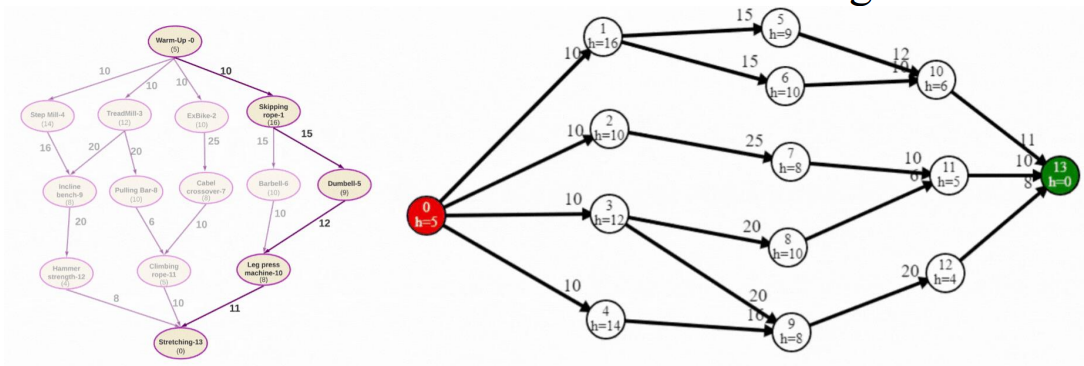 Warm-Up -0
(5)
10
10
10
10
Step Mill-4
(14)
TreadMill-3
(12)
ExBike-2
(10)
Skipping
rope-1
(16)
16
20
20
25
15
15
Incline
bench-9
(8)
Pulling Bar-8
(10)
Cabel
crossover-7
(8)
Barbell-6
(10)
Dumbell-5
(9)
20
6
10
10
12
Hammer
strength-12
(4)
Climbing
rope-11
(5)
Leg press
machine-10
(8)
8
10
11
Stretching-13
(0)
0
h=5
10
10
10
10
1
h=16
2
h=10
3
h=12
4
h=14
15
15
25
20
20
16
5
h=9
6
h=10
7
h=8
8
h=10
9
h=8
12
10
10
6
20
10
h=6
11
h=5
12
h=4
11
10
8
13
h=0